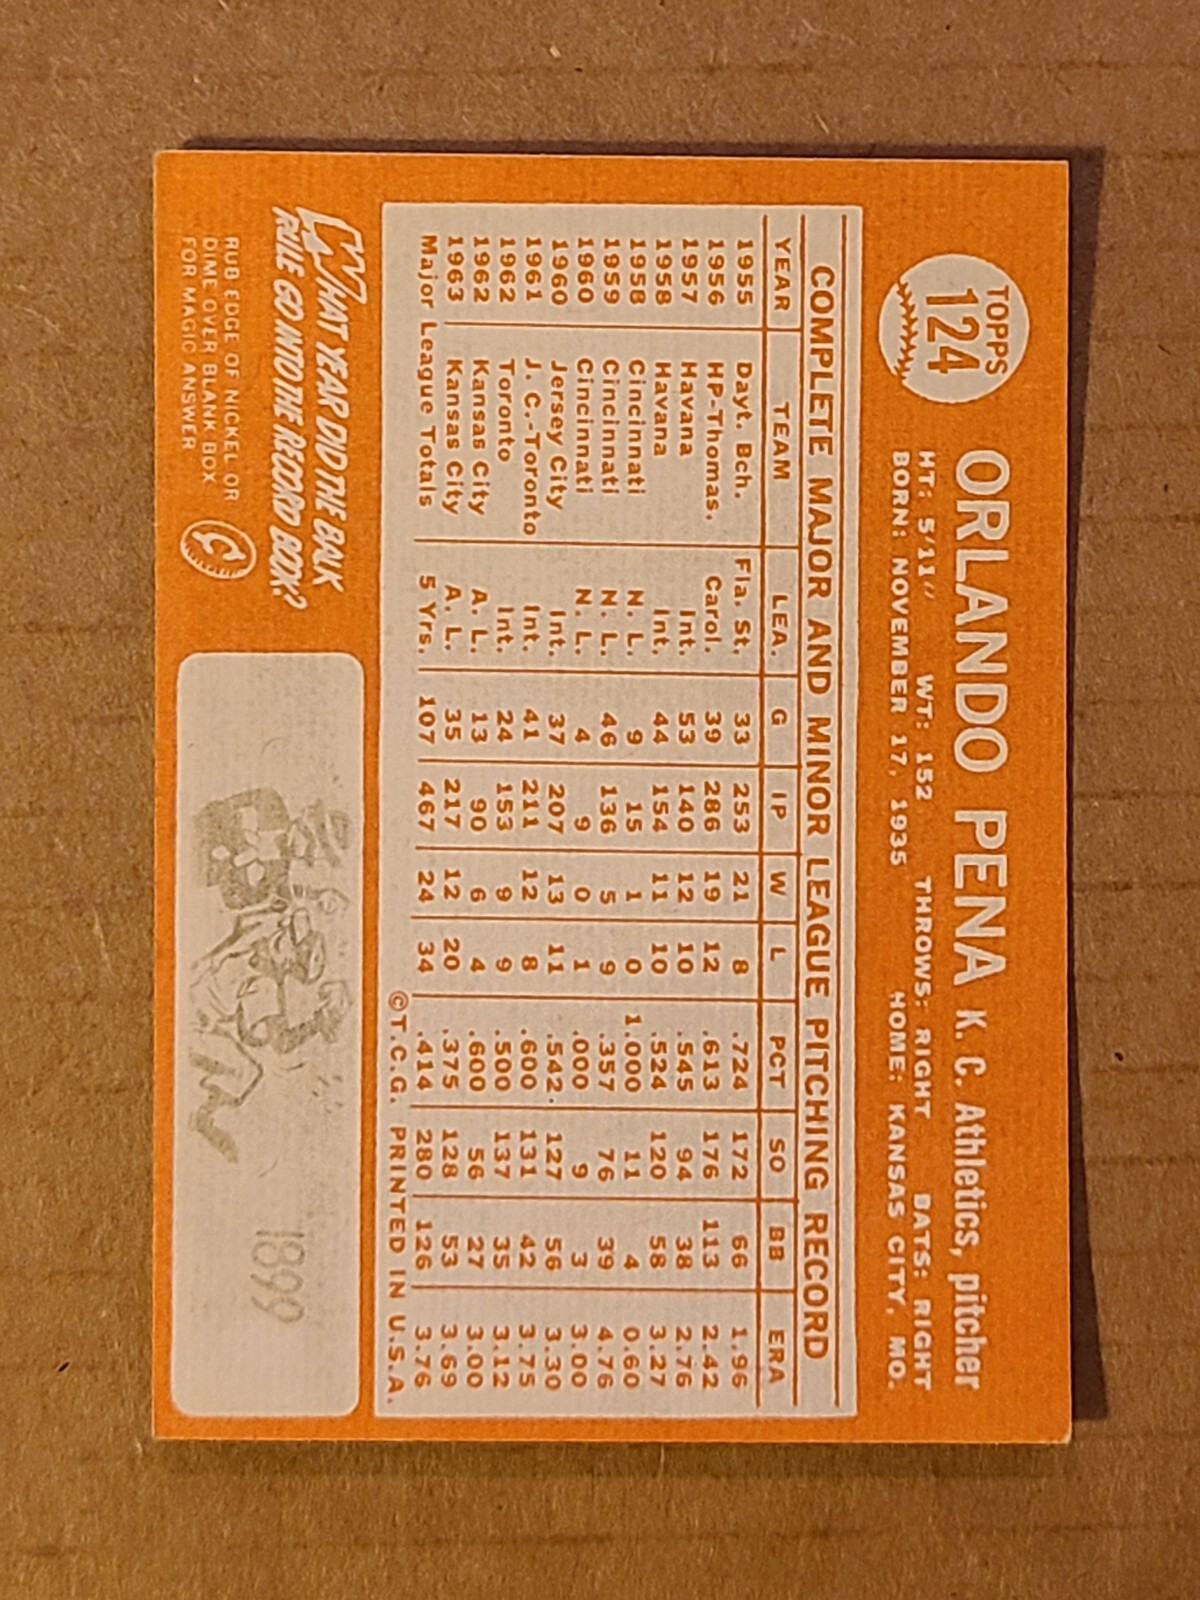 TOPPS
124
ORLANDO PENA K. C. Athletics, pitcher
HT: 5'11" WT: 152 THROWS: RIGHT BATS: RIGHT
BORN: NOVEMBER 17, 1935 HOME: KANSAS CITY, MO.
COMPLETE MAJOR AND MINOR LEAGUE PITCHING RECORD
YEAR TEAM LEA. G IP W L PCT SO BB ERA
1955 Dayt. Bch. Fla. St. 33 253 21 8 .724 172 66 1.96
1956 HP-Thomas. Carol. 39 286 19 12 .613 176 113 2.42
1957 Havana Int. 53 140 12 10 .545 94 38 2.76
1958 Havana Int. 44 154 11 10 .524 120 58 3.27
1958 Cincinnati N. L. 9 15 1 0 1.000 11 4 0.60
1959 Cincinnati N. L. 46 136 5 9 .357 76 39 4.76
1960 Cincinnati N. L. 4 9 0 1 .000 9 3 3.00
1960 Jersey City Int. 37 207 13 11 .542. 127 56 3.30
1961 J. C.-Toronto Int. 41 211 12 8 .600 131 42 3.75
1962 Toronto Int. 24 153 9 9 .500 137 35 3.12
1962 Kansas City A. L. 13 90 6 4 .600 56 27 3.00
1963 Kansas City A. L. 35 217 12 20 .375 128 53 3.69
Major League Totals 5 Yrs. 107 467 24 34 .414 280 126 3.76
©T.C.G. PRINTED IN U.S.A.
WHAT YEAR DID THE BALK
RULE GO INTO THE RECORD BOOK?
RUB EDGE OF NICKEL OR
DIME OVER BLANK BOX
FOR MAGIC ANSWER
1899